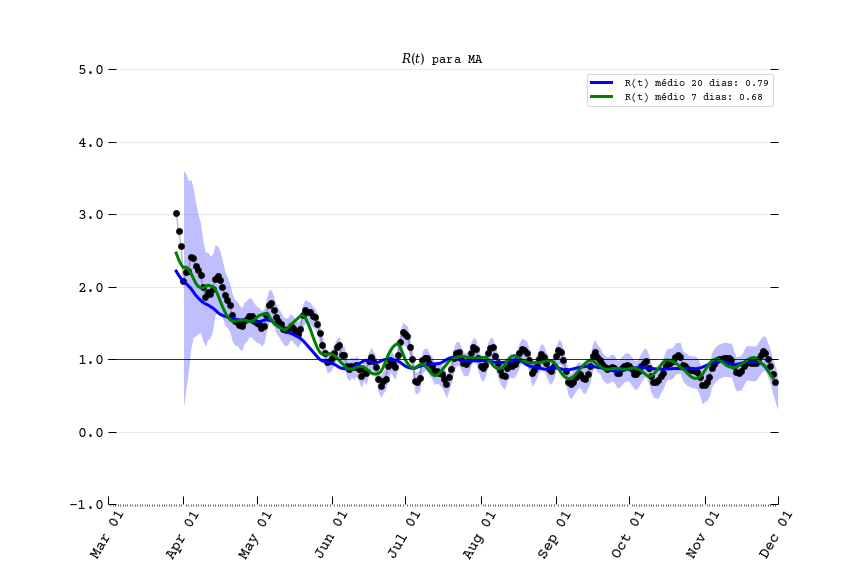 R(t) para MA
R(t) médio 20 dias: 0.79
R(t) médio 7 dias: 0.68
5.0
4.0
3.0
2.0
1.0
0.0
-1.0
Mar 01
Apr 01
May 01
Jun 01
Jul 01
Aug 01
Sep 01
Oct 01
Nov 01
Dec 01